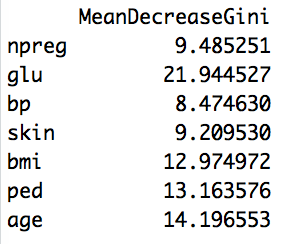 MeanDecreaseGini
npreg 9.485251
glu 21.944527
bp 8.474630
skin 9.209530
bmi 12.974972
ped 13.163576
age 14.196553